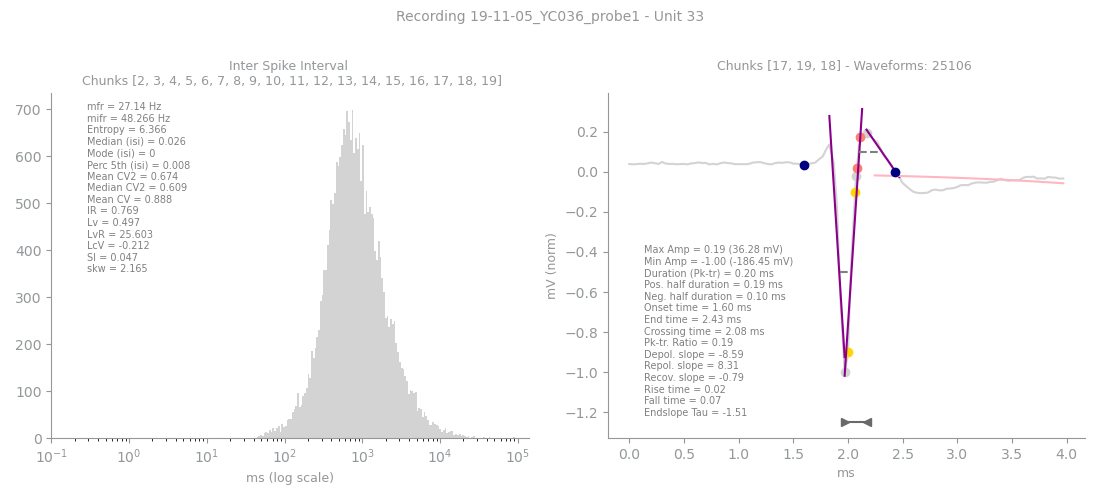 Recording 19-11-05_YC036_probe1 - Unit 33
Inter Spike Interval
Chunks [2, 3, 4, 5, 6, 7, 8, 9, 10, 11, 12, 13, 14, 15, 16, 17, 18, 19]
700
600
500
400
300
200
100
0
mfr = 27.14 Hz
mifr = 48.266 Hz
Entropy = 6.366
Median (isi) = 0.026
Mode (isi) = 0
Perc 5th (isi) = 0.008
Mean CV2 = 0.674
Median CV2 = 0.609
Mean CV = 0.888
IR = 0.769
Lv = 0.497
LvR = 25.603
LcV = -0.212
SI = 0.047
skw = 2.165
10⁻¹ 10⁰ 10¹ 10² 10³ 10⁴ 10⁵
ms (log scale)
Chunks [17, 19, 18] - Waveforms: 25106
mV (norm)
0.2
0.0
−0.2
−0.4
−0.6
−0.8
−1.0
−1.2
Max Amp = 0.19 (36.28 mV)
Min Amp = -1.00 (-186.45 mV)
Duration (Pk-tr) = 0.20 ms
Pos. half duration = 0.19 ms
Neg. half duration = 0.10 ms
Onset time = 1.60 ms
End time = 2.43 ms
Crossing time = 2.08 ms
Pk-tr. Ratio = 0.19
Depol. slope = -8.59
Repol. slope = 8.31
Recov. slope = -0.79
Rise time = 0.02
Fall time = 0.07
Endslope Tau = -1.51
0.0 0.5 1.0 1.5 2.0 2.5 3.0 3.5 4.0
ms